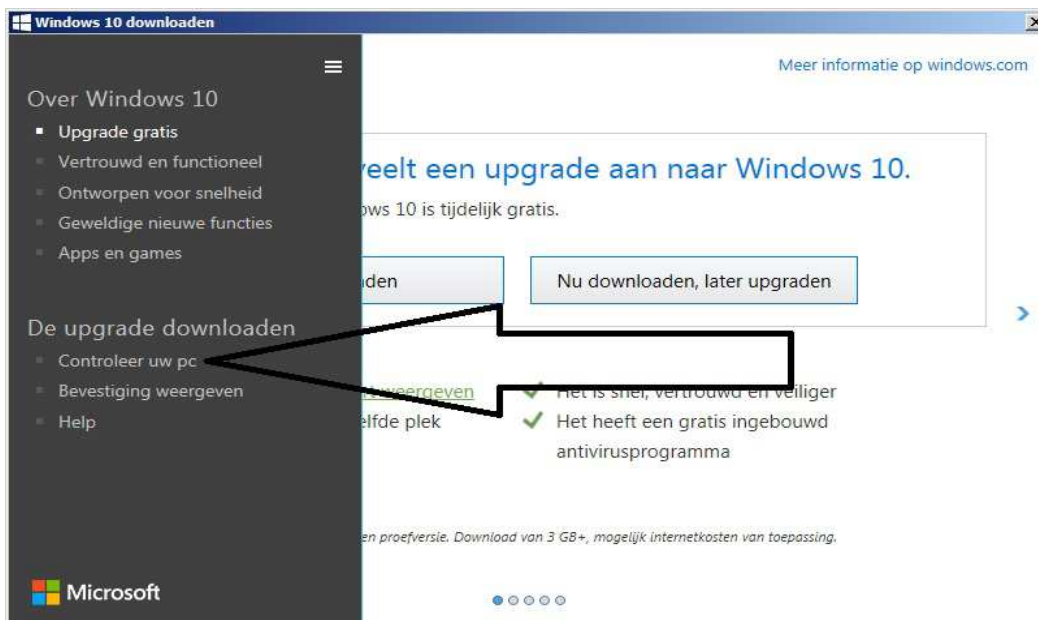 Windows 10 downloaden
Meer informatie op windows.com
Over Windows 10
Upgrade gratis
Vertrouwd en functioneel
Ontworpen voor snelheid
Geweldige nieuwe functies
Apps en games
De upgrade downloaden
Controleer uw pc
Bevestiging weergeven
Help
Microsoft
veelt een upgrade aan naar Windows 10.
ows 10 is tijdelijk gratis.
den
Nu downloaden, later upgraden
weergeven
Het is snel, vertrouwd en veiliger
elfde plek
Het heeft een gratis ingebouwd
antivirusprogramma
en proefversie. Download van 3 GB+, mogelijk internetkosten van toepassing.